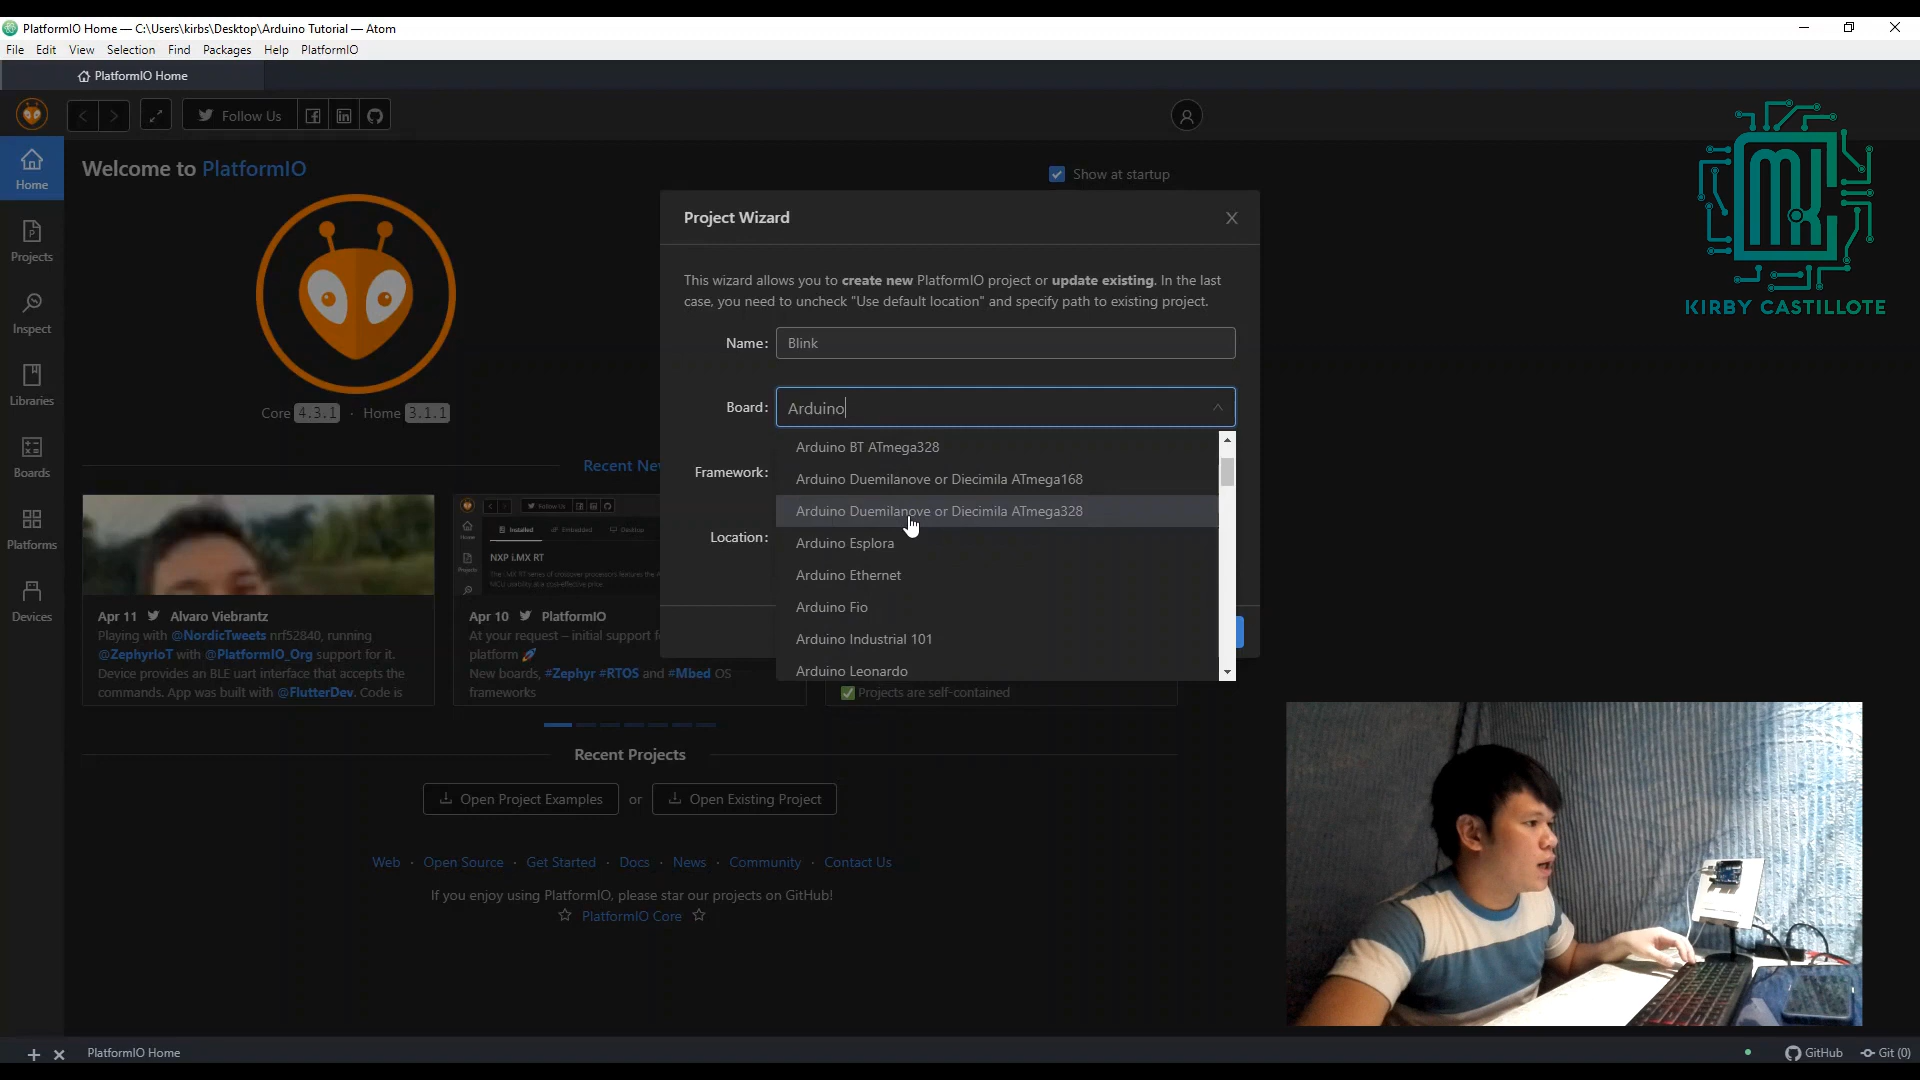 PlatformIO Home — C:\Users\kirbs\Desktop\Arduino Tutorial — Atom
File Edit View Selection Find Packages Help PlatformIO
PlatformIO Home
Follow Us
Home
Projects
Inspect
Libraries
Boards
Platforms
Devices
Welcome to PlatformIO
Show at startup
Core 4.3.1 · Home 3.1.1
KIRBY CASTILLOTE
Project Wizard
This wizard allows you to create new PlatformIO project or update existing. In the last
case, you need to uncheck "Use default location" and specify path to existing project.
Name: Blink
Board: Arduino
Framework:
Location:
Arduino BT ATmega328
Arduino Duemilanove or Diecimila ATmega168
Arduino Duemilanove or Diecimila ATmega328
Arduino Esplora
Arduino Ethernet
Arduino Fio
Arduino Industrial 101
Arduino Leonardo
Recent Ne
Apr 11 Alvaro Viebrantz
Playing with @NordicTweets nrf52840, running
@ZephyrIoT with @PlatformIO_Org support for it.
Device provides an BLE uart interface that accepts the
commands. App was built with @FlutterDev. Code is
Follow Us
Installed Embedded Desktop
NXP i.MX RT
Apr 10 PlatformIO
At your request – initial support f
platform
New boards, #Zephyr #RTOS and #Mbed OS
frameworks
Projects are self-contained
Recent Projects
Open Project Examples or Open Existing Project
Web · Open Source · Get Started · Docs · News · Community · Contact Us
If you enjoy using PlatformIO, please star our projects on GitHub!
PlatformIO Core
PlatformIO Home
GitHub Git (0)